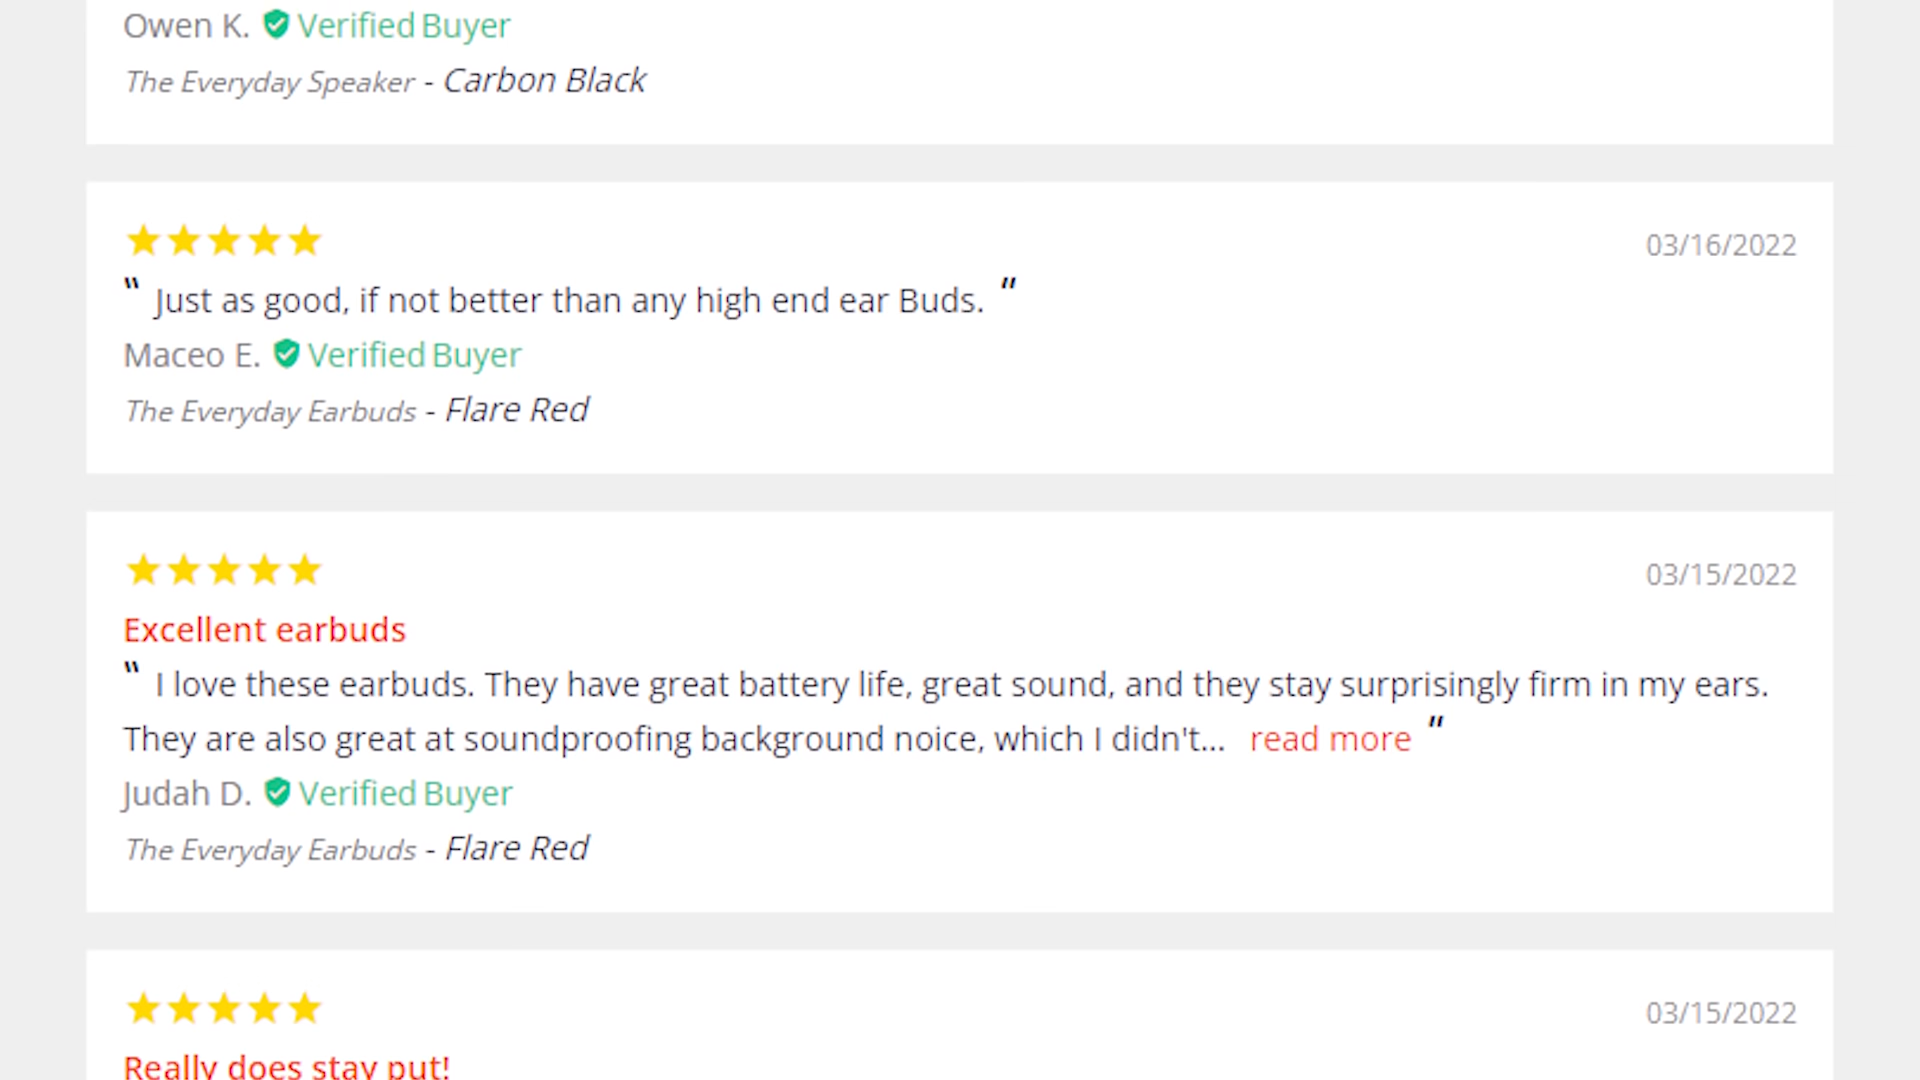 Owen K. Verified Buyer
The Everyday Speaker - Carbon Black
03/16/2022
" Just as good, if not better than any high end ear Buds. "
Maceo E. Verified Buyer
The Everyday Earbuds - Flare Red
03/15/2022
Excellent earbuds
" I love these earbuds. They have great battery life, great sound, and they stay surprisingly firm in my ears.
They are also great at soundproofing background noice, which I didn't... read more "
Judah D. Verified Buyer
The Everyday Earbuds - Flare Red
03/15/2022
Really does stay put!